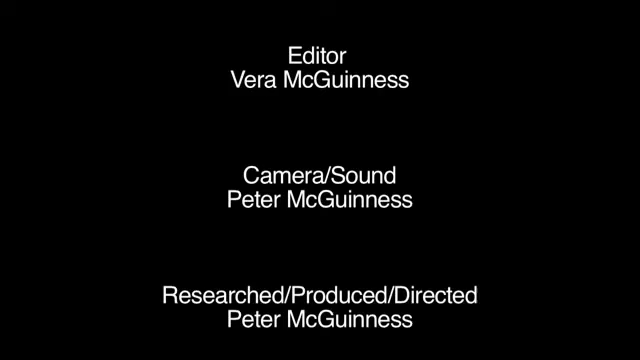 Editor
Vera McGuinness
Camera/Sound
Peter McGuinness
Researched/Produced/Directed
Peter McGuinness